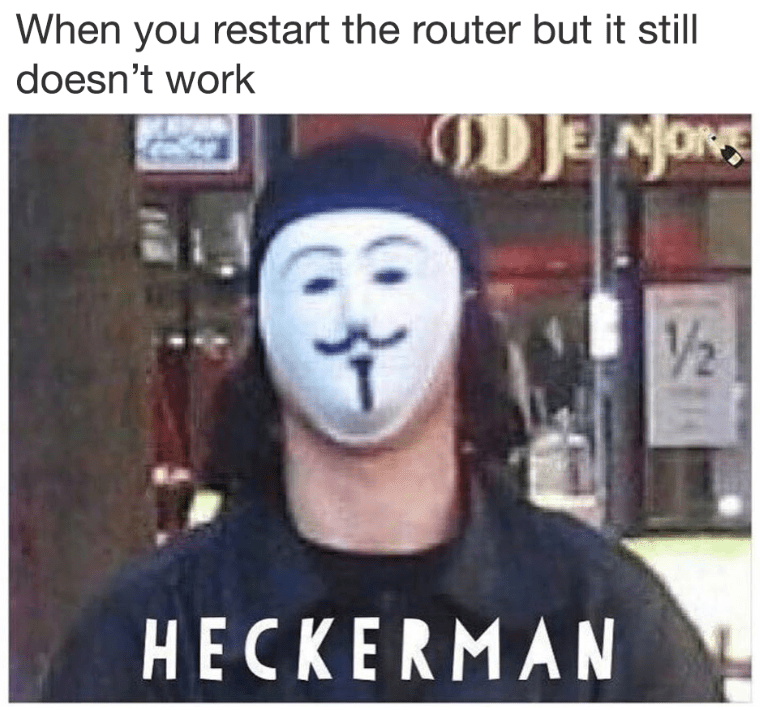 When you restart the router but it still
doesn’t work
1/2
HECKERMAN